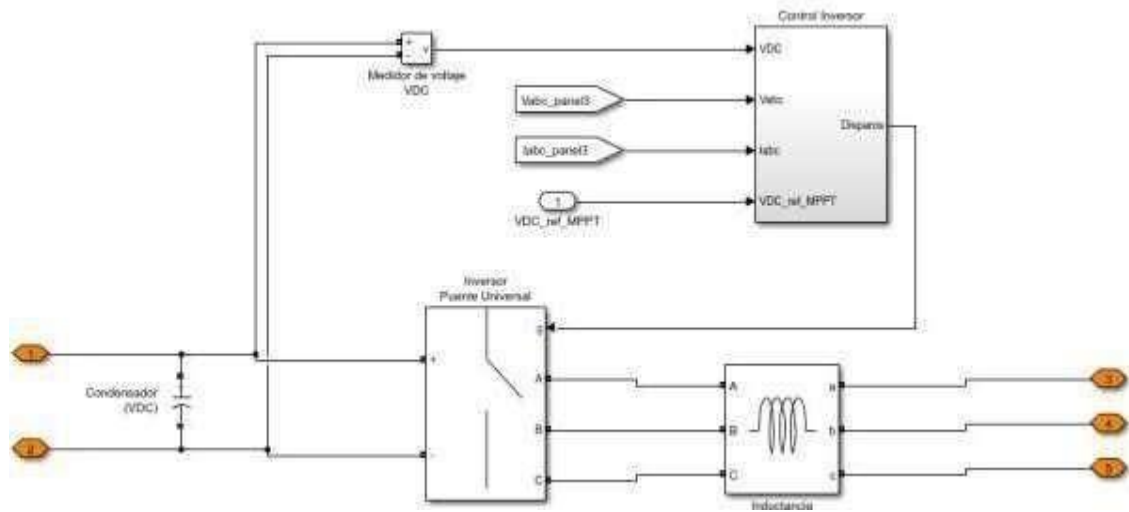 Control Inversor
+
-
v
Medidor de voltaje
VDC
VDC
Vabc_panel3
Vabc
Disparos
Iabc_panel3
Iabc
1
VDC_ref_MPPT
VDC_ref_MPPT
Inversor
Puente Universal
g
1
+
A
A
a
3
Condensador
(VDC)
B
B
b
4
2
-
C
C
c
5
Inductancia